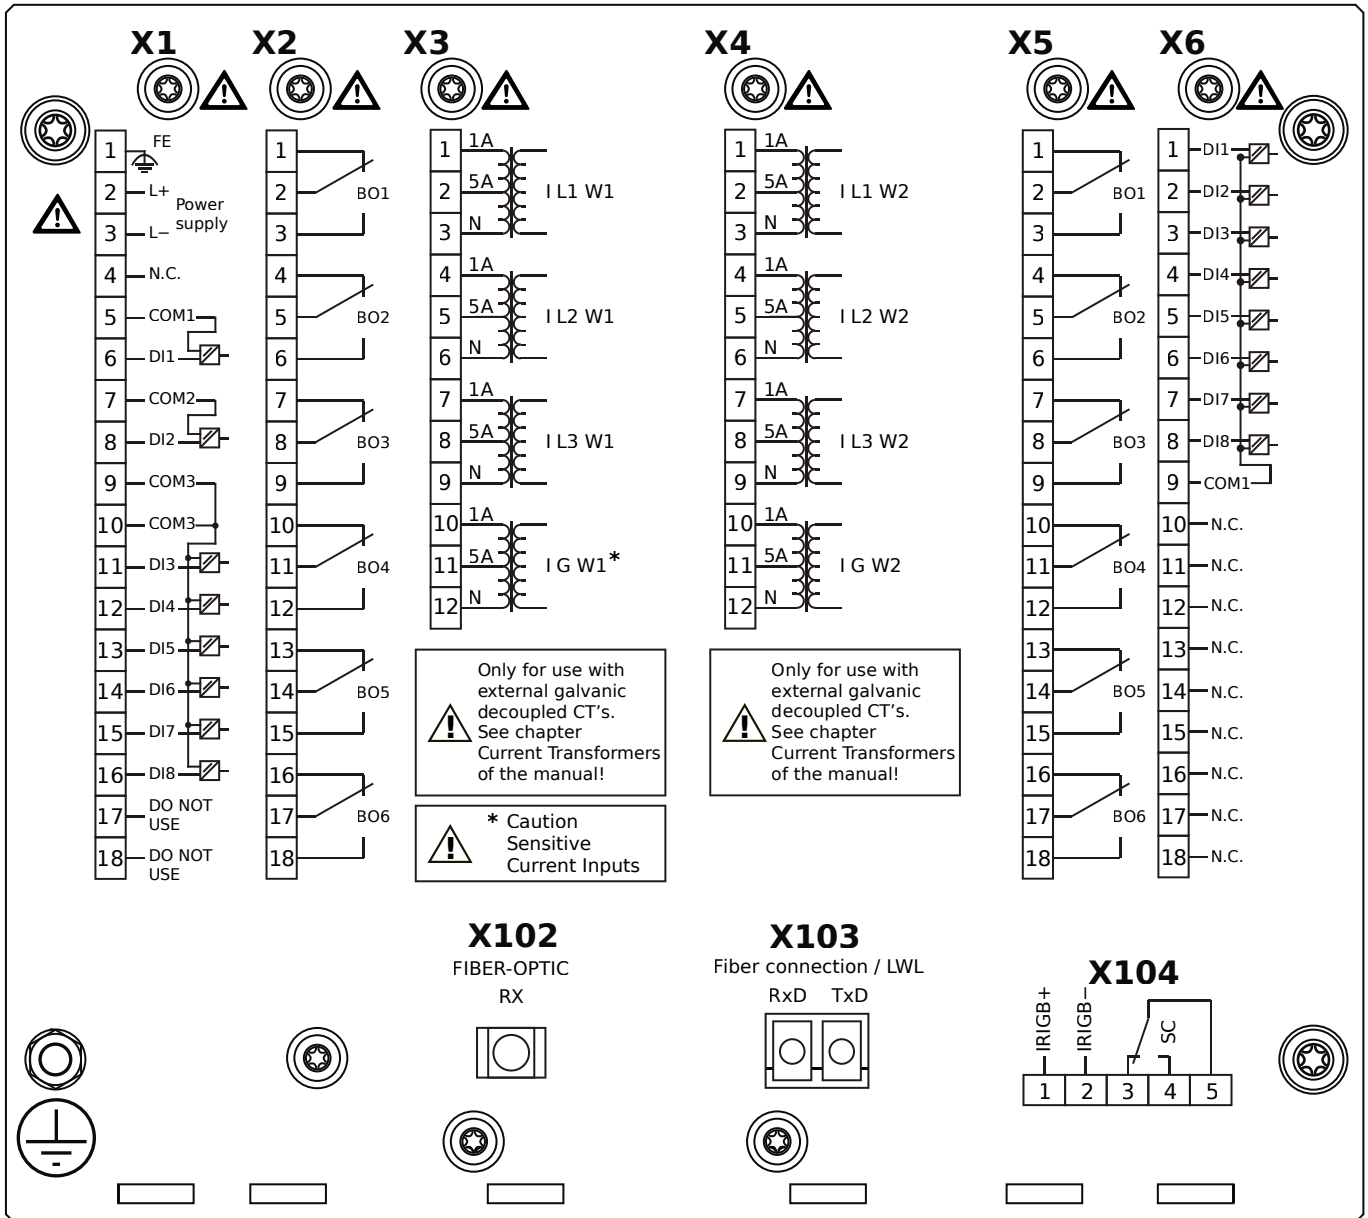 X1
X2
X3
X4
X5
X6
1 FE
2 L+
Power
supply
3 L−
4 N.C.
5 COM1
6 DI1
7 COM2
8 DI2
9 COM3
10 COM3
11 DI3
12 DI4
13 DI5
14 DI6
15 DI7
16 DI8
17 DO NOT
USE
18 DO NOT
USE
1
2 BO1
3
4
5 BO2
6
7
8 BO3
9
10
11 BO4
12
13
14 BO5
15
16
17 BO6
18
1 1A
2 5A I L1 W1
3 N
4 1A
5 5A I L2 W1
6 N
7 1A
8 5A I L3 W1
9 N
10 1A
11 5A I G W1*
12 N
Only for use with
external galvanic
decoupled CT's.
See chapter
Current Transformers
of the manual!
* Caution
Sensitive
Current Inputs
1 1A
2 5A I L1 W2
3 N
4 1A
5 5A I L2 W2
6 N
7 1A
8 5A I L3 W2
9 N
10 1A
11 5A I G W2
12 N
Only for use with
external galvanic
decoupled CT's.
See chapter
Current Transformers
of the manual!
1
2 BO1
3
4
5 BO2
6
7
8 BO3
9
10
11 BO4
12
13
14 BO5
15
16
17 BO6
18
1 DI1
2 DI2
3 DI3
4 DI4
5 DI5
6 DI6
7 DI7
8 DI8
9 COM1
10 N.C.
11 N.C.
12 N.C.
13 N.C.
14 N.C.
15 N.C.
16 N.C.
17 N.C.
18 N.C.
X102
FIBER-OPTIC
RX
X103
Fiber connection / LWL
RxD TxD
X104
IRIGB+
IRIGB−
SC
1 2 3 4 5